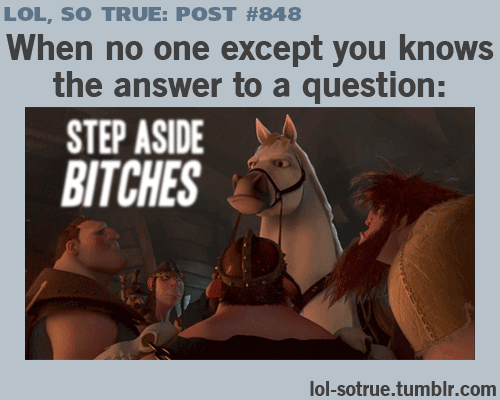 LOL, SO TRUE: POST #848
When no one except you knows
the answer to a question:
STEP ASIDE
BITCHES
lol-sotrue.tumblr.com